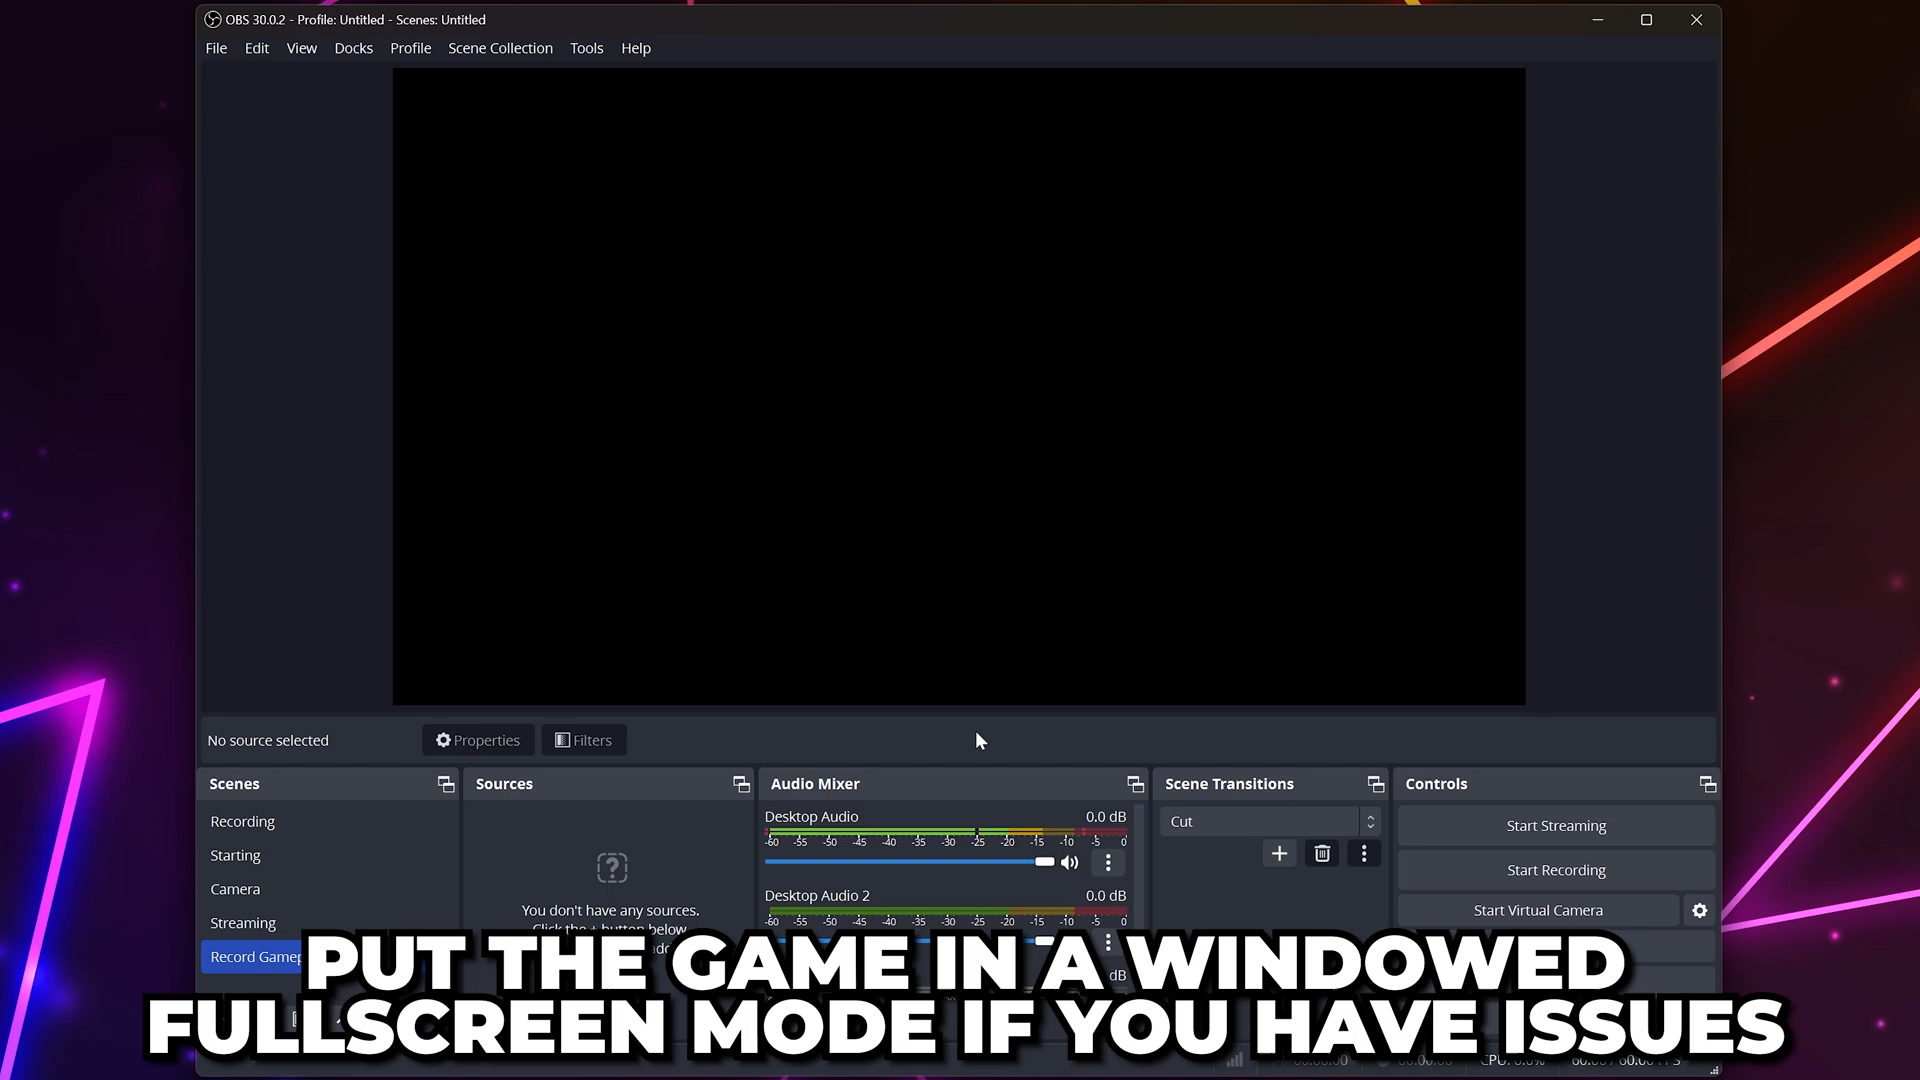 OBS 30.0.2 - Profile: Untitled - Scenes: Untitled
File Edit View Docks Profile Scene Collection Tools Help
No source selected
Properties
Filters
Scenes
Sources
Audio Mixer
Scene Transitions
Controls
Recording
Starting
Camera
Streaming
Record Gamep
You don't have any sources.
Click the + button below,
Desktop Audio 0.0 dB
-60 -55 -50 -45 -40 -35 -30 -25 -20 -15 -10 -5 0
Desktop Audio 2 0.0 dB
-60 -55 -50 -45 -40 -35 -30 -25 -20 -15 -10 -5 0
dB
Cut
Start Streaming
Start Recording
Start Virtual Camera
PUT THE GAME IN A WINDOWED
FULLSCREEN MODE IF YOU HAVE ISSUES